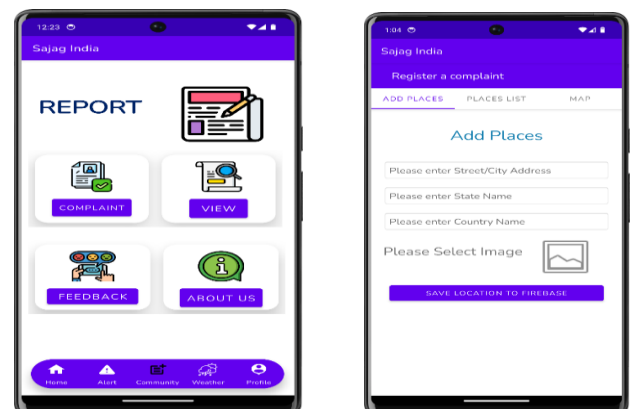 12:23
Sajag India
REPORT
COMPLAINT
VIEW
FEEDBACK
ABOUT US
Home Alert Community Weather Profile
1:04
Sajag India
Register a complaint
ADD PLACES PLACES LIST MAP
Add Places
Please enter Street/City Address
Please enter State Name
Please enter Country Name
Please Select Image
SAVE LOCATION TO FIREBASE